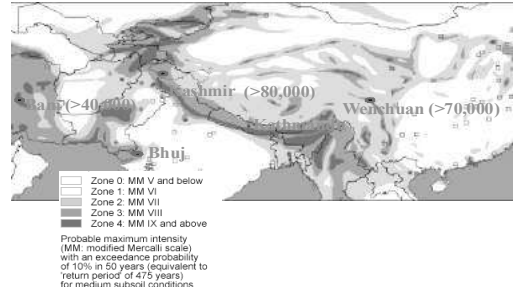 Kashmir (>80,000)
Bam (>40,000)
Wenchuan (>70,000)
Kathmandu
Bhuj
Zone 0: MM V and below
Zone 1: MM VI
Zone 2: MM VII
Zone 3: MM VIII
Zone 4: MM IX and above
Probable maximum intensity
(MM: modified Mercalli scale)
with an exceedance probability
of 10% in 50 years (equivalent to
'return period' of 475 years)
for medium subsoil conditions